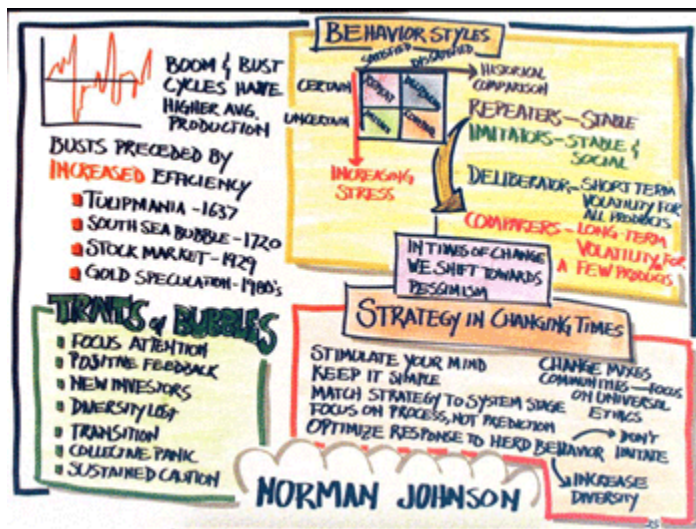 BOOM & BUST
CYCLES HAVE
HIGHER AVG.
PRODUCTION
BUSTS PRECEDED BY
INCREASED EFFICIENCY
TULIPMANIA - 1637
SOUTH SEA BUBBLE - 1720
STOCK MARKET - 1929
GOLD SPECULATION - 1980's
TRAITS of BUBBLES
FOCUS ATTENTION
POSITIVE FEEDBACK
NEW INVESTORS
DIVERSITY LOST
TRANSITION
COLLECTIVE PANIC
SUSTAINED CAUTION
BEHAVIOR STYLES
SATISFIED
DISSATISFIED
CERTAIN
UNCERTAIN
REPEAT
HISTORICAL
COMPARISON
INCREASING
STRESS
REPEATERS - STABLE
IMITATORS - STABLE &
SOCIAL
DELIBERATOR - SHORT TERM
VOLATILITY FOR
ALL PRODUCTS
COMPARERS - LONG-TERM
VOLATILITY FOR
A FEW PRODUCTS
IN TIMES OF CHANGE
WE SHIFT TOWARDS
PESSIMISM
STRATEGY IN CHANGING TIMES
STIMULATE YOUR MIND
KEEP IT SIMPLE
MATCH STRATEGY TO SYSTEM STAGE
FOCUS ON PROCESS, NOT PREDICTION
OPTIMIZE RESPONSE TO HERD BEHAVIOR
CHANGE MIXES
COMMUNITIES - FOCUS
ON UNIVERSAL
ETHICS
DON'T
IMITATE
INCREASE
DIVERSITY
NORMAN JOHNSON